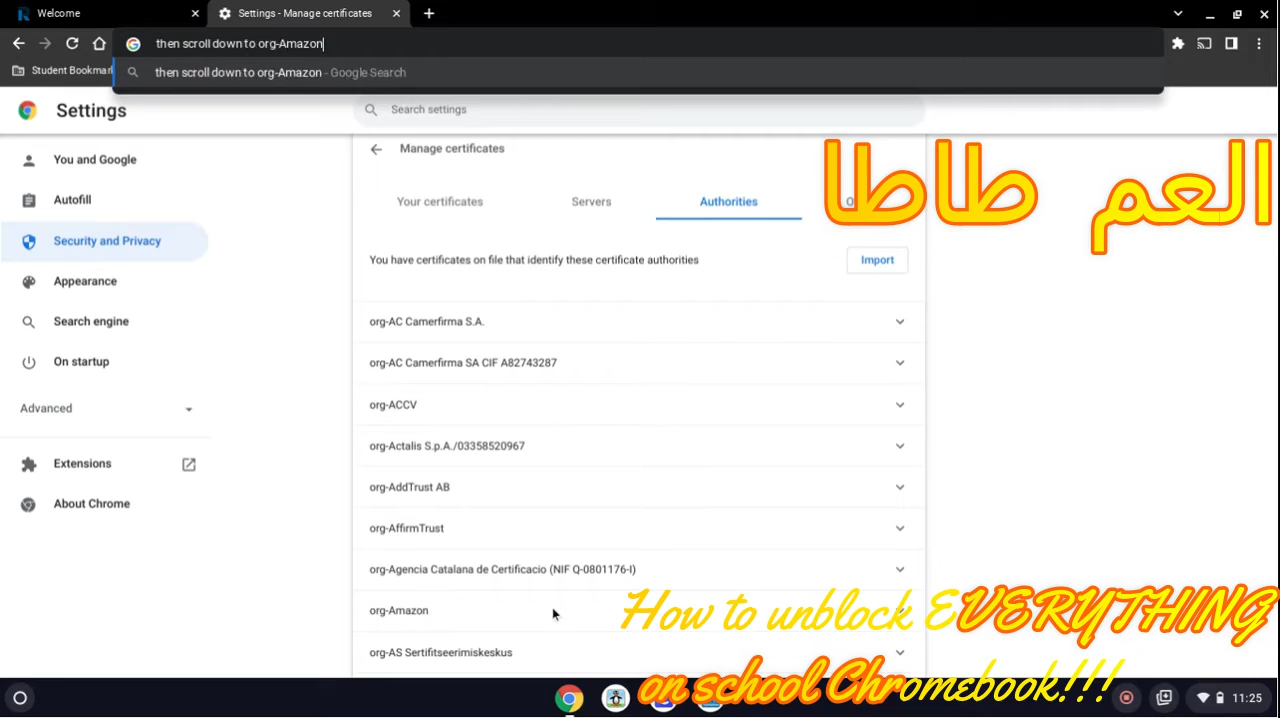 Welcome
Settings - Manage certificates
then scroll down to org-Amazon
Student Bookmar
then scroll down to org-Amazon - Google Search
Settings
Search settings
You and Google
Autofill
Security and Privacy
Appearance
Search engine
On startup
Advanced
Extensions
About Chrome
Manage certificates
Your certificates
Servers
Authorities
العم طاطا
You have certificates on file that identify these certificate authorities
Import
org-AC Camerfirma S.A.
org-AC Camerfirma SA CIF A82743287
org-ACCV
org-Actalis S.p.A./03358520967
org-AddTrust AB
org-AffirmTrust
org-Agencia Catalana de Certificacio (NIF Q-0801176-I)
org-Amazon
org-AS Sertifitseerimiskeskus
How to unblock EVERYTHING
on school Chromebook!!!
11:25